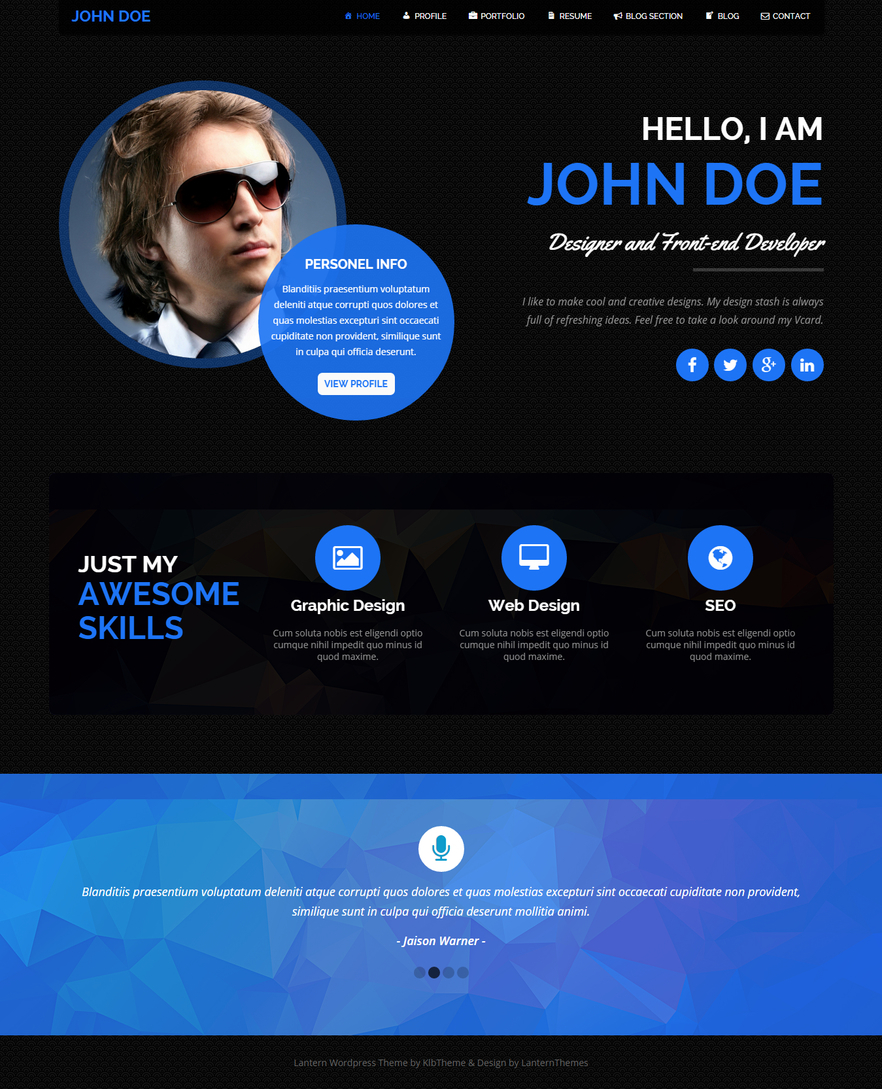 JOHN DOE
HOME PROFILE PORTFOLIO RESUME BLOG SECTION BLOG CONTACT
HELLO, I AM
JOHN DOE
Designer and Front-end Developer
I like to make cool and creative designs. My design stash is always
full of refreshing ideas. Feel free to take a look around my Vcard.
PERSONEL INFO
Blanditiis praesentium voluptatum
deleniti atque corrupti quos dolores et
quas molestias excepturi sint occaecati
cupiditate non provident, similique sunt
in culpa qui officia deserunt.
VIEW PROFILE
JUST MY
AWESOME
SKILLS
Graphic Design
Cum soluta nobis est eligendi optio
cumque nihil impedit quo minus id
quod maxime.
Web Design
Cum soluta nobis est eligendi optio
cumque nihil impedit quo minus id
quod maxime.
SEO
Cum soluta nobis est eligendi optio
cumque nihil impedit quo minus id
quod maxime.
Blanditiis praesentium voluptatum deleniti atque corrupti quos dolores et quas molestias excepturi sint occaecati cupiditate non provident,
similique sunt in culpa qui officia deserunt mollitia animi.
- Jaison Warner -
Lantern Wordpress Theme by KlbTheme & Design by LanternThemes